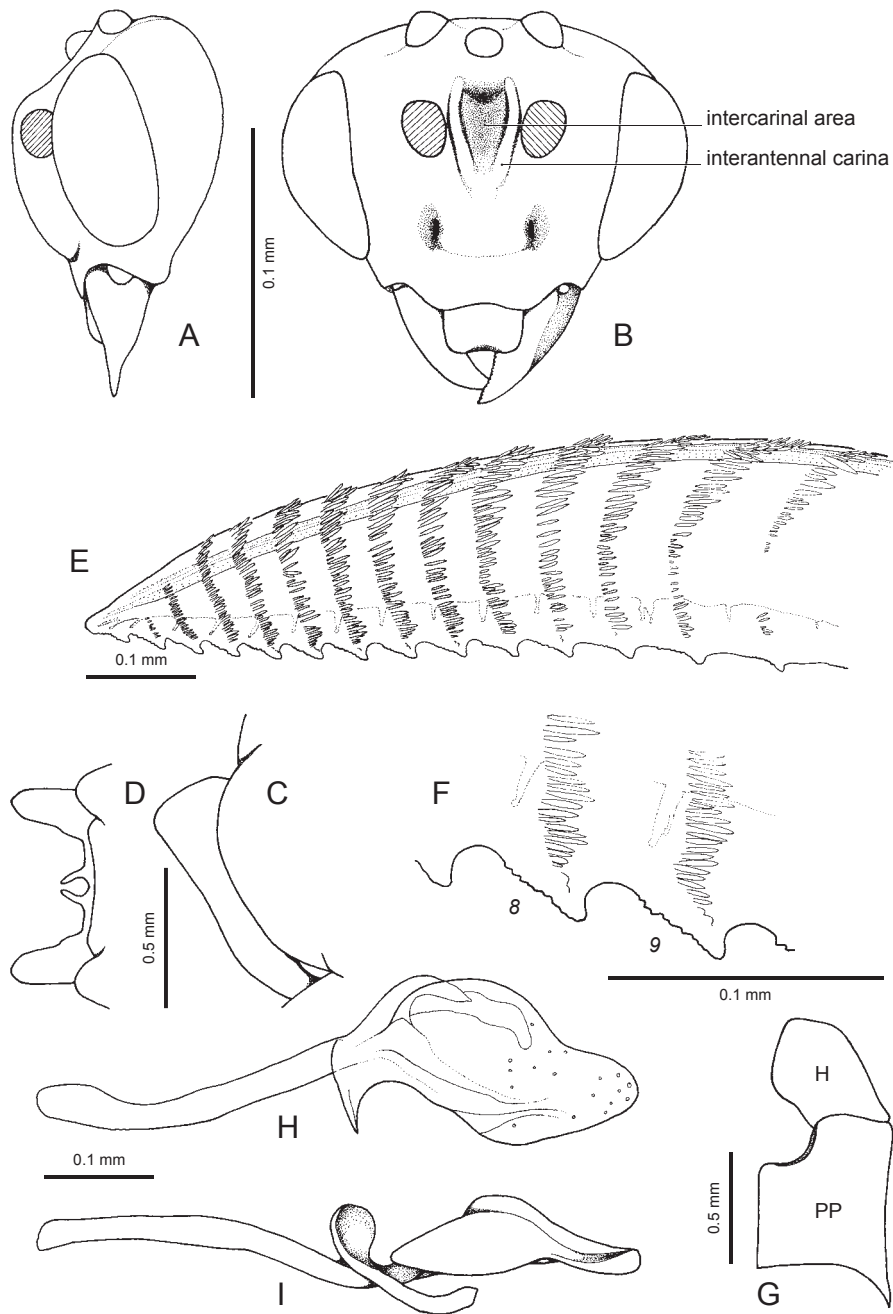 intercarinal area
interantennal carina
0.1 mm
A
B
E
0.1 mm
D
C
F
0.5 mm
8
9
0.1 mm
H
H
0.1 mm
0.5 mm
PP
I
G